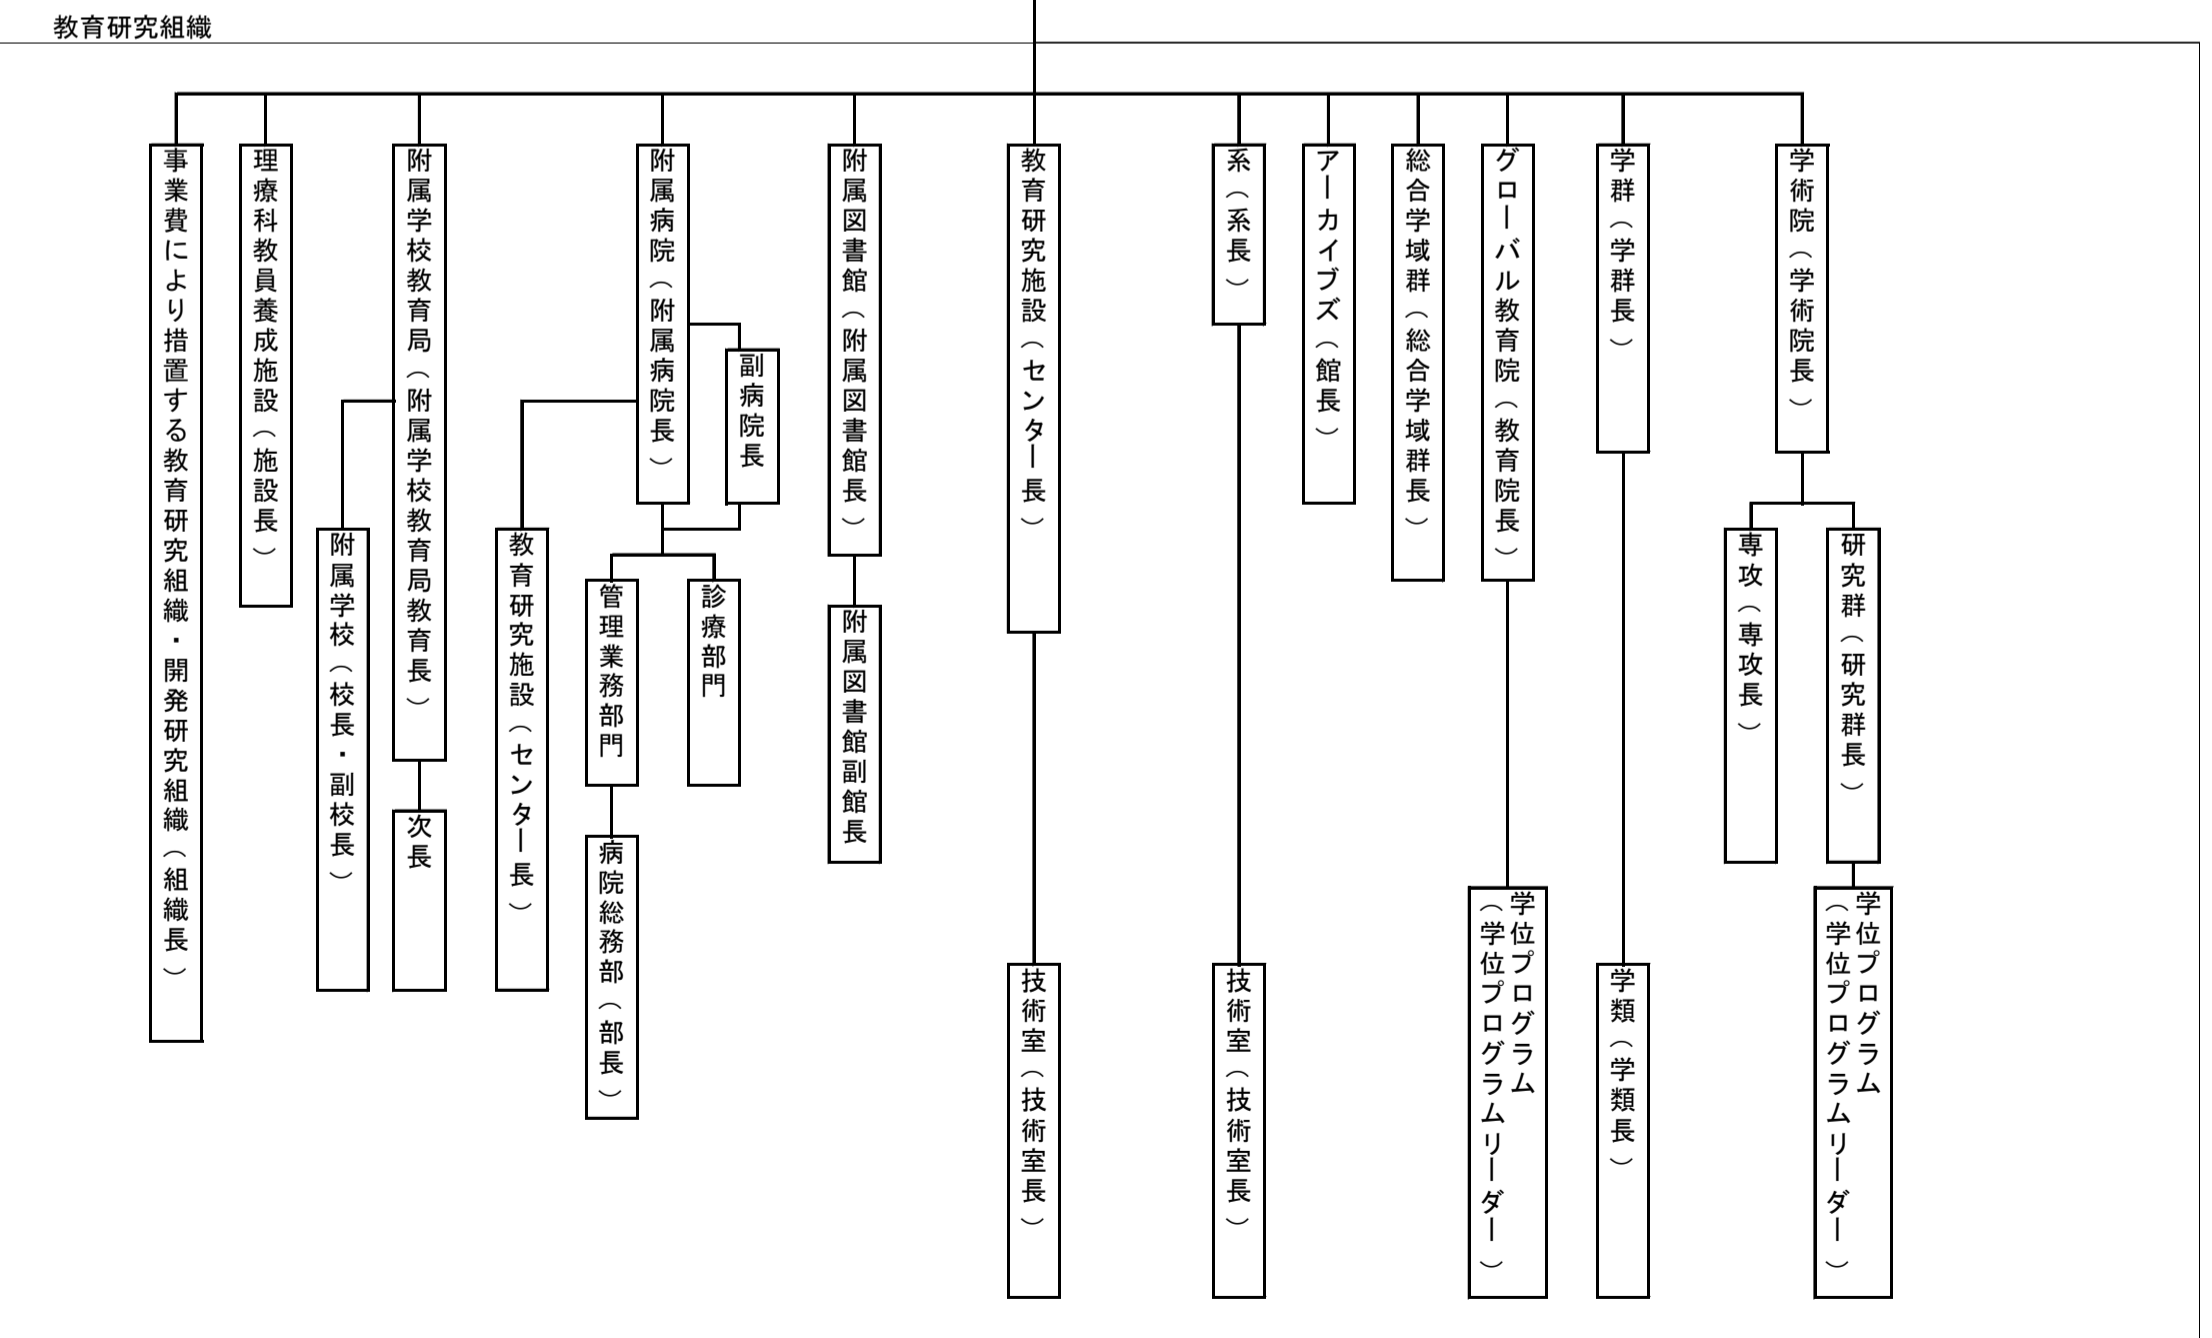 教育研究組織
学術院（学術院長）
研究群（研究群長）
学位プログラム
（学位プログラムリーダー）
専攻（専攻長）
学群（学群長）
学類（学類長）
グローバル教育院（教育院長）
学位プログラム
（学位プログラムリーダー）
総合学域群（総合学域群長）
アーカイブズ（館長）
系（系長）
技術室（技術室長）
教育研究施設（センター長）
技術室（技術室長）
附属図書館（附属図書館長）
附属図書館副館長
附属病院（附属病院長）
副病院長
診療部門
管理業務部門
病院総務部（部長）
教育研究施設（センター長）
附属学校教育局（附属学校教育局教育長）
次長
附属学校（校長・副校長）
理療科教員養成施設（施設長）
事業費により措置する教育研究組織・開発研究組織（組織長）